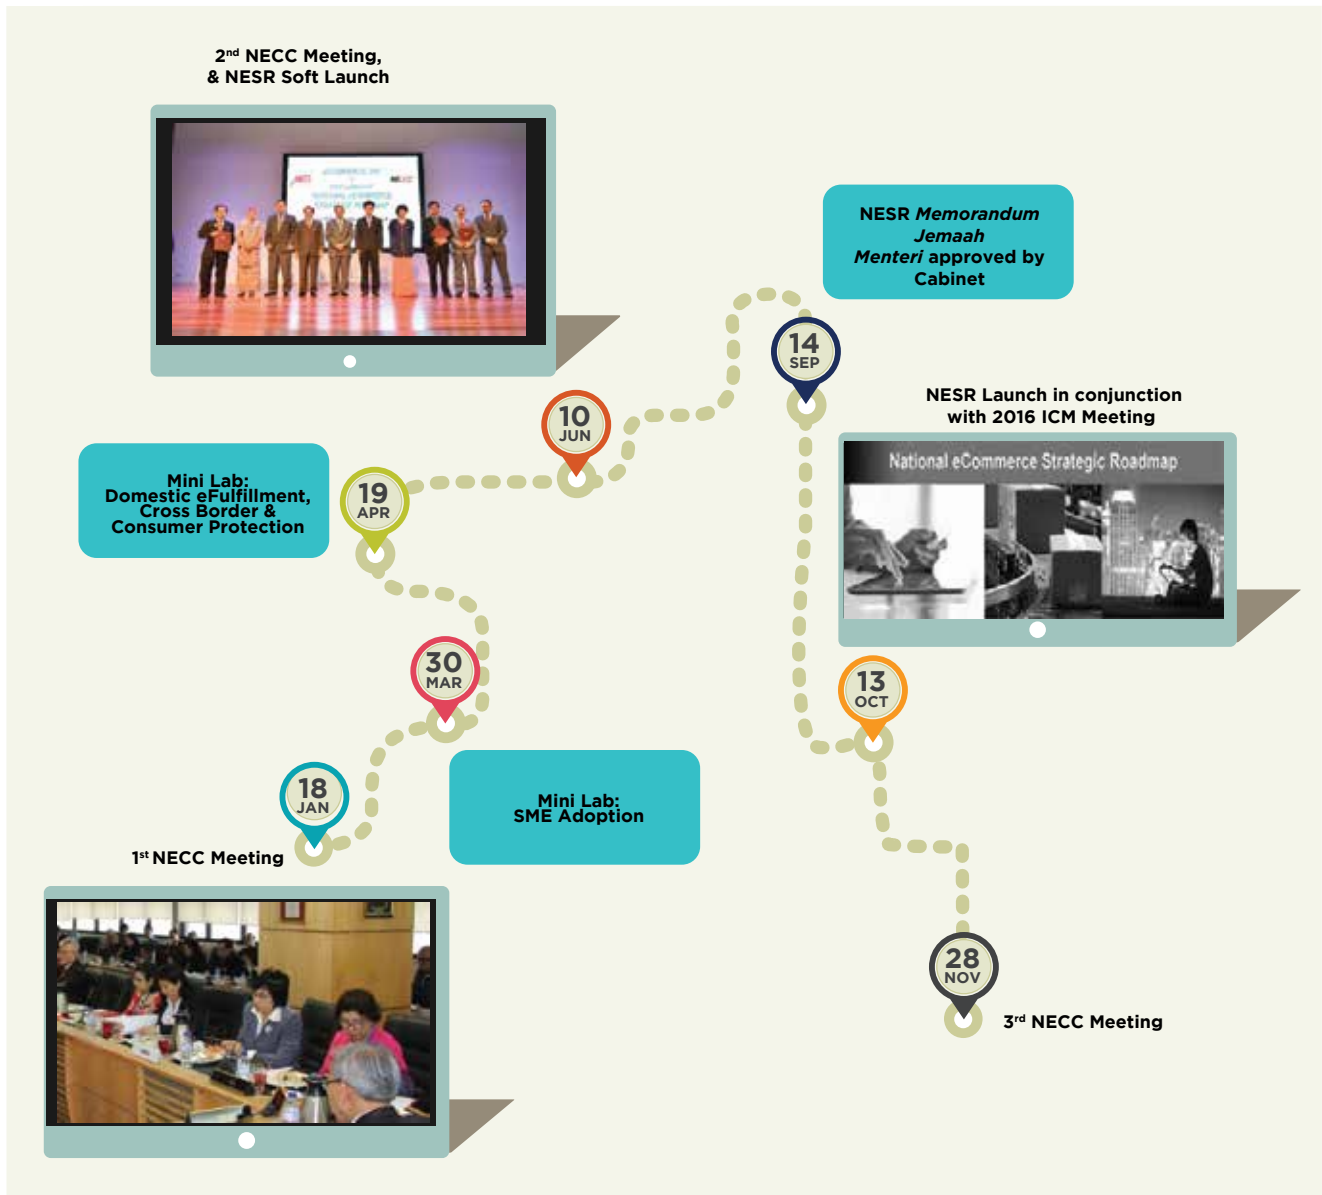 2nd NECC Meeting,
& NESR Soft Launch
NESR Memorandum
Jemaah
Menteri approved by
Cabinet
14
SEP
NESR Launch in conjunction
with 2016 ICM Meeting
National eCommerce Strategic Roadmap
10
JUN
Mini Lab:
Domestic eFulfillment,
Cross Border &
Consumer Protection
19
APR
30
MAR
13
OCT
Mini Lab:
SME Adoption
18
JAN
1st NECC Meeting
28
NOV
3rd NECC Meeting